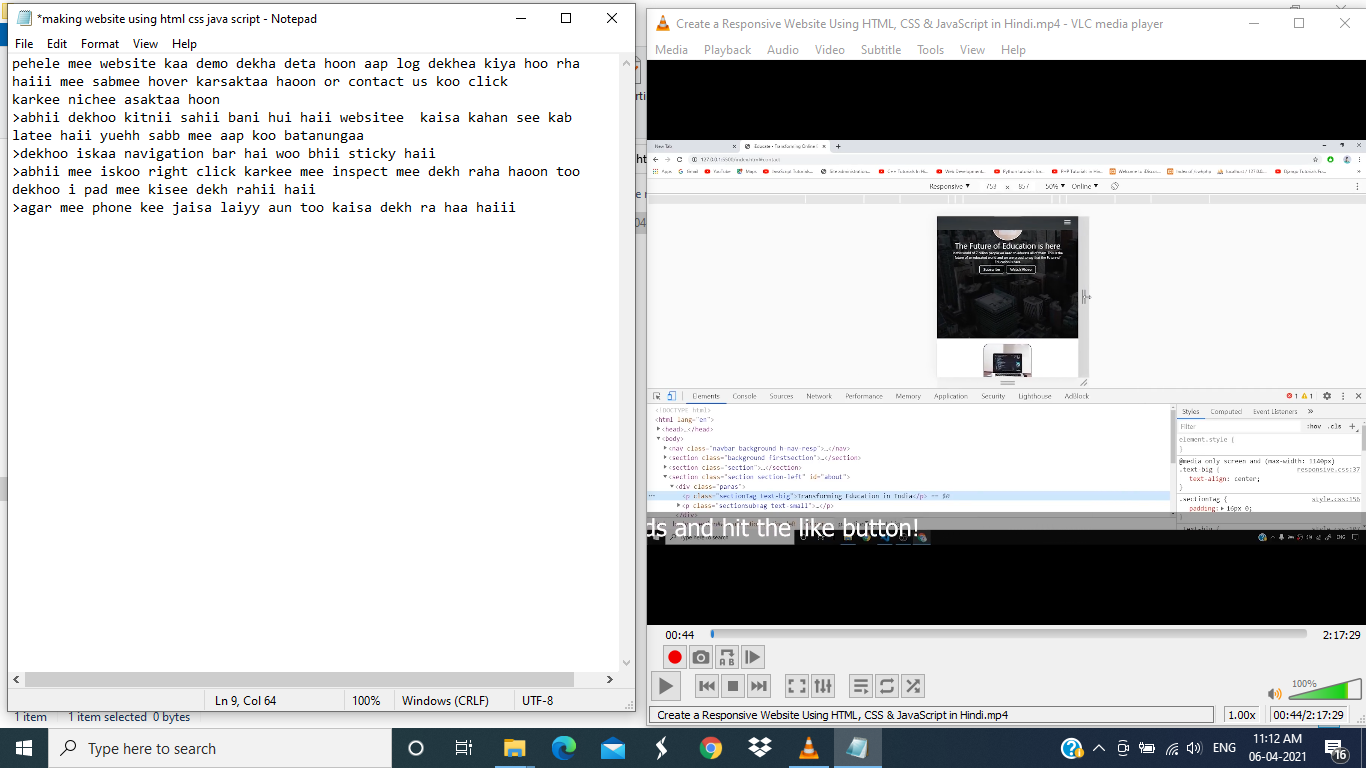 *making website using html css java script - Notepad
File Edit Format View Help
pehele mee website kaa demo dekha deta hoon aap log dekhea kiya hoo rha
haiii mee sabmee hover karsaktaa haoon or contact us koo click
karkee nichee asaktaa hoon
>abhii dekhoo kitnii sahii bani hui haii websitee  kaisa kahan see kab
latee haii yuehh sabb mee aap koo batanungaa
>dekhoo iskaa navigation bar hai woo bhii sticky haii
>abhii mee iskoo right click karkee mee inspect mee dekh raha haoon too
dekhoo i pad mee kisee dekh rahii haii
>agar mee phone kee jaisa laiyy aun too kaisa dekh ra haa haiii
Ln 9, Col 64 100% Windows (CRLF) UTF-8
1 item 1 item selected 0 bytes
Create a Responsive Website Using HTML, CSS & JavaScript in Hindi.mp4 - VLC media player
Media Playback Audio Video Subtitle Tools View Help
New Tab
Responsive 753 x 857 50% Online
The Future of Education is here
Subscribe Watch Video
Elements Console Sources Network Performance Memory Application Security Lighthouse AdBlock
1 1
<!DOCTYPE html>
<html lang="en">
<head>…</head>
<body>
<nav class="navbar background h-nav-resp">…</nav>
<section class="background firstSection">…</section>
<section class="section">…</section>
<section class="section section-left" id="about">
<div class="paras">
<p class="sectionTag text-big">Transforming Education in India</p> == $0
<p class="sectionSubTag text-small">…</p>
</div>
Styles Computed Event Listeners »
Filter :hov .cls +
element.style {
}
@media only screen and (max-width: 1140px)
.text-big { responsive.css:37
text-align: center;
}
.sectionTag { style.css:156
padding: 16px 0;
}
ds and hit the like button!
00:44 2:17:29
A B
100%
Create a Responsive Website Using HTML, CSS & JavaScript in Hindi.mp4 1.00x 00:44/2:17:29
Type here to search
ENG
11:12 AM
06-04-2021
16